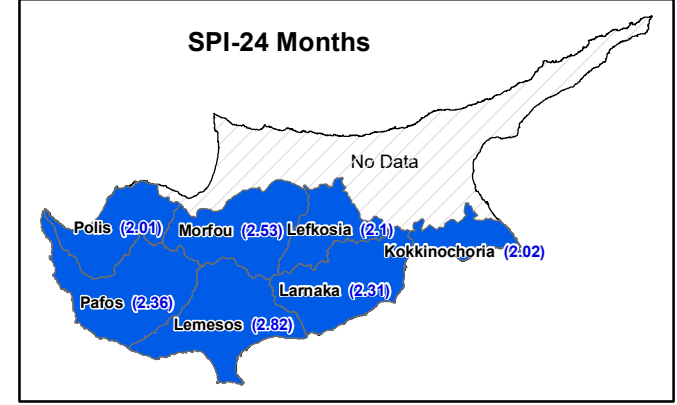 SPI-24 Months
No Data
Polis (2.01)
Morfou (2.53)
Lefkosia (2.1)
Kokkinochoria (2.02)
Pafos (2.36)
Larnaka (2.31)
Lemesos (2.82)